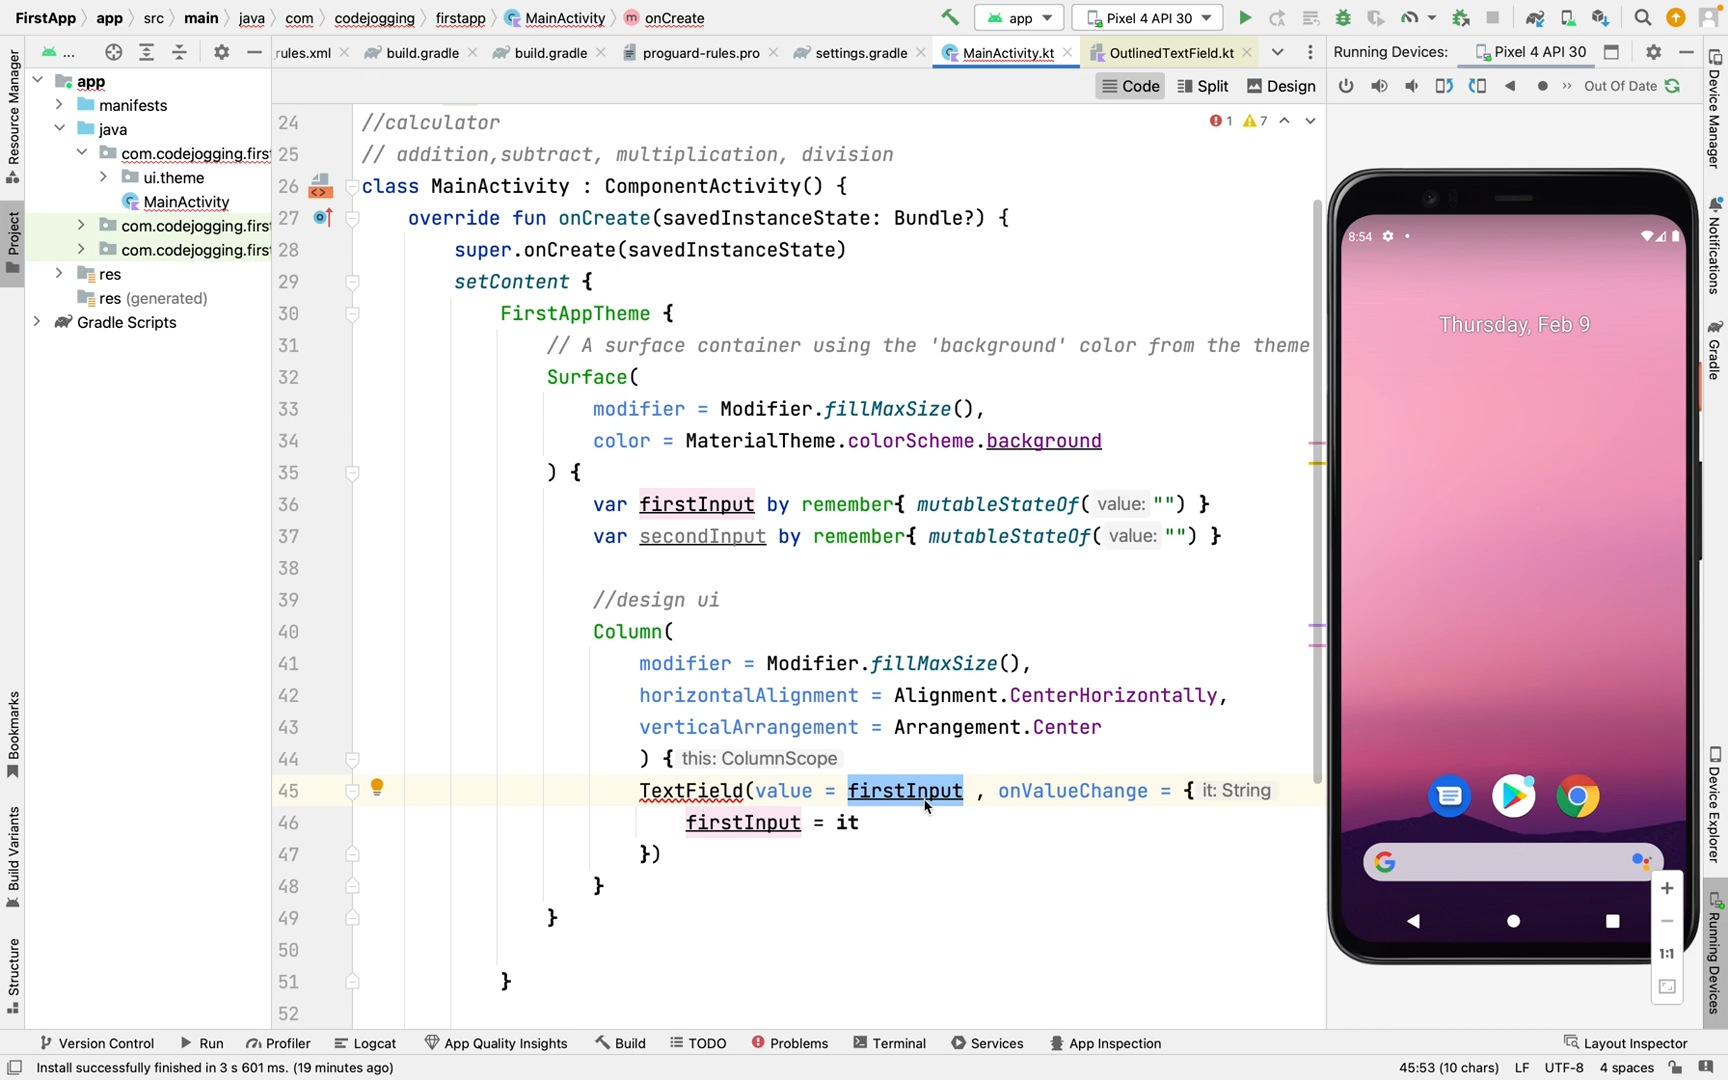 FirstApp app src main java com codejogging firstapp MainActivity onCreate app Pixel 4 API 30
... rules.xml build.gradle build.gradle proguard-rules.pro settings.gradle MainActivity.kt OutlinedTextField.kt Running Devices: Pixel 4 API 30
Code Split Design Out Of Date
app
manifests
java
com.codejogging.first
ui.theme
MainActivity
com.codejogging.first
com.codejogging.first
res
res (generated)
Gradle Scripts
Resource Manager
Project
Bookmarks
Build Variants
Structure
1 7
24 //calculator
25 // addition,subtract, multiplication, division
26 class MainActivity : ComponentActivity() {
27 override fun onCreate(savedInstanceState: Bundle?) {
28 super.onCreate(savedInstanceState)
29 setContent {
30 FirstAppTheme {
31 // A surface container using the 'background' color from the theme
32 Surface(
33 modifier = Modifier.fillMaxSize(),
34 color = MaterialTheme.colorScheme.background
35 ) {
36 var firstInput by remember{ mutableStateOf( value: "") }
37 var secondInput by remember{ mutableStateOf( value: "") }
38
39 //design ui
40 Column(
41 modifier = Modifier.fillMaxSize(),
42 horizontalAlignment = Alignment.CenterHorizontally,
43 verticalArrangement = Arrangement.Center
44 ) { this: ColumnScope
45 TextField(value = firstInput , onValueChange = { it: String
46 firstInput = it
47 })
48 }
49 }
50
51 }
52
8:54
Thursday, Feb 9
1:1
Device Manager
Notifications
Gradle
Device Explorer
Running Devices
Version Control Run Profiler Logcat App Quality Insights Build TODO Problems Terminal Services App Inspection Layout Inspector
Install successfully finished in 3 s 601 ms. (19 minutes ago) 45:53 (10 chars) LF UTF-8 4 spaces